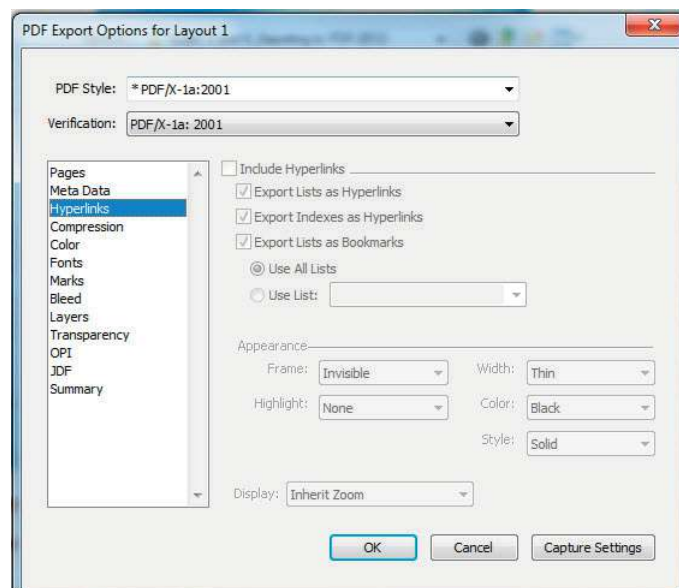 PDF Export Options for Layout 1
PDF Style: *PDF/X-1a:2001
Verification: PDF/X-1a: 2001
Pages
Meta Data
Hyperlinks
Compression
Color
Fonts
Marks
Bleed
Layers
Transparency
OPI
JDF
Summary
Include Hyperlinks
Export Lists as Hyperlinks
Export Indexes as Hyperlinks
Export Lists as Bookmarks
Use All Lists
Use List:
Appearance
Frame: Invisible Width: Thin
Highlight: None Color: Black
Style: Solid
Display: Inherit Zoom
OK Cancel Capture Settings